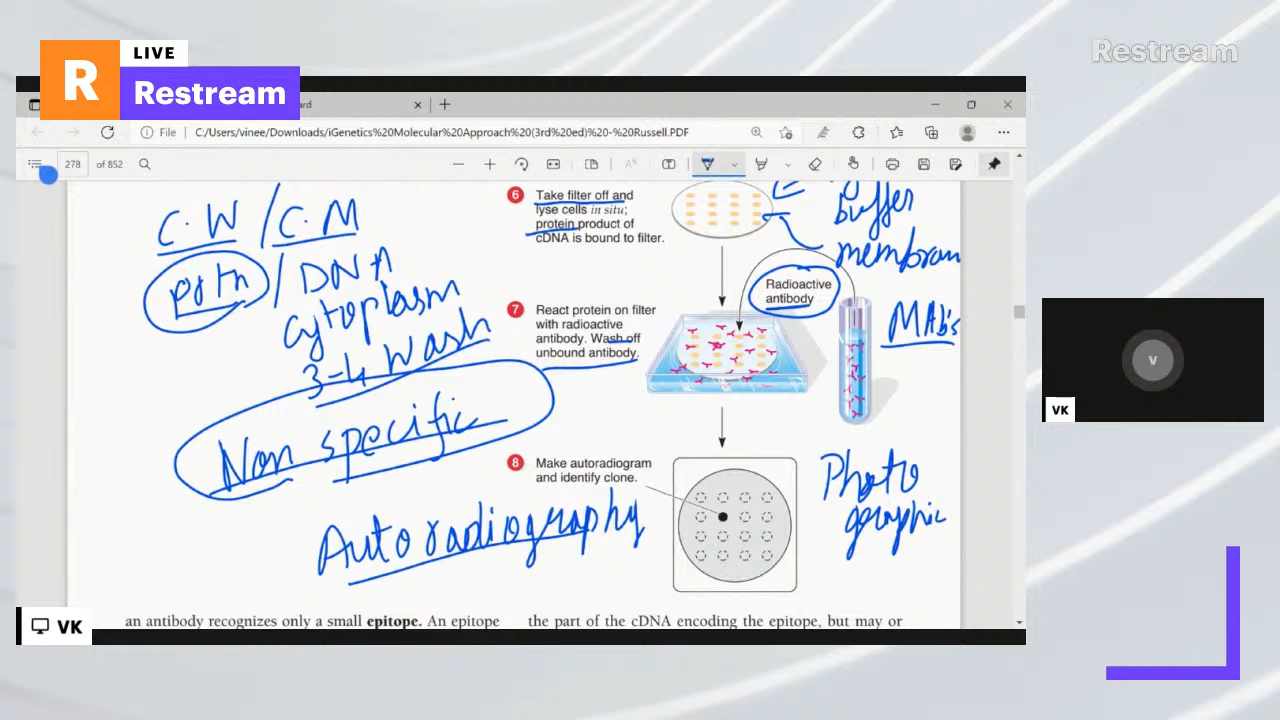 LIVE
R
Restream
Restream
ard
File
C:/Users/vinee/Downloads/iGenetics%20Molecular%20Approach%20(3rd%20ed)%20-%20Russell.PDF
278 of 852
C.W / C.M
DNA
cytoplasm
3-4 Wash
Non specific
Autoradiography
6 Take filter off and
lyse cells in situ;
protein product of
cDNA is bound to filter.
buffer
membran
Radioactive
antibody
MAb's
7 React protein on filter
with radioactive
antibody. Wash off
unbound antibody.
8 Make autoradiogram
and identify clone.
Photo
geraphic
an antibody recognizes only a small epitope. An epitope
the part of the cDNA encoding the epitope, but may or
V
VK
VK